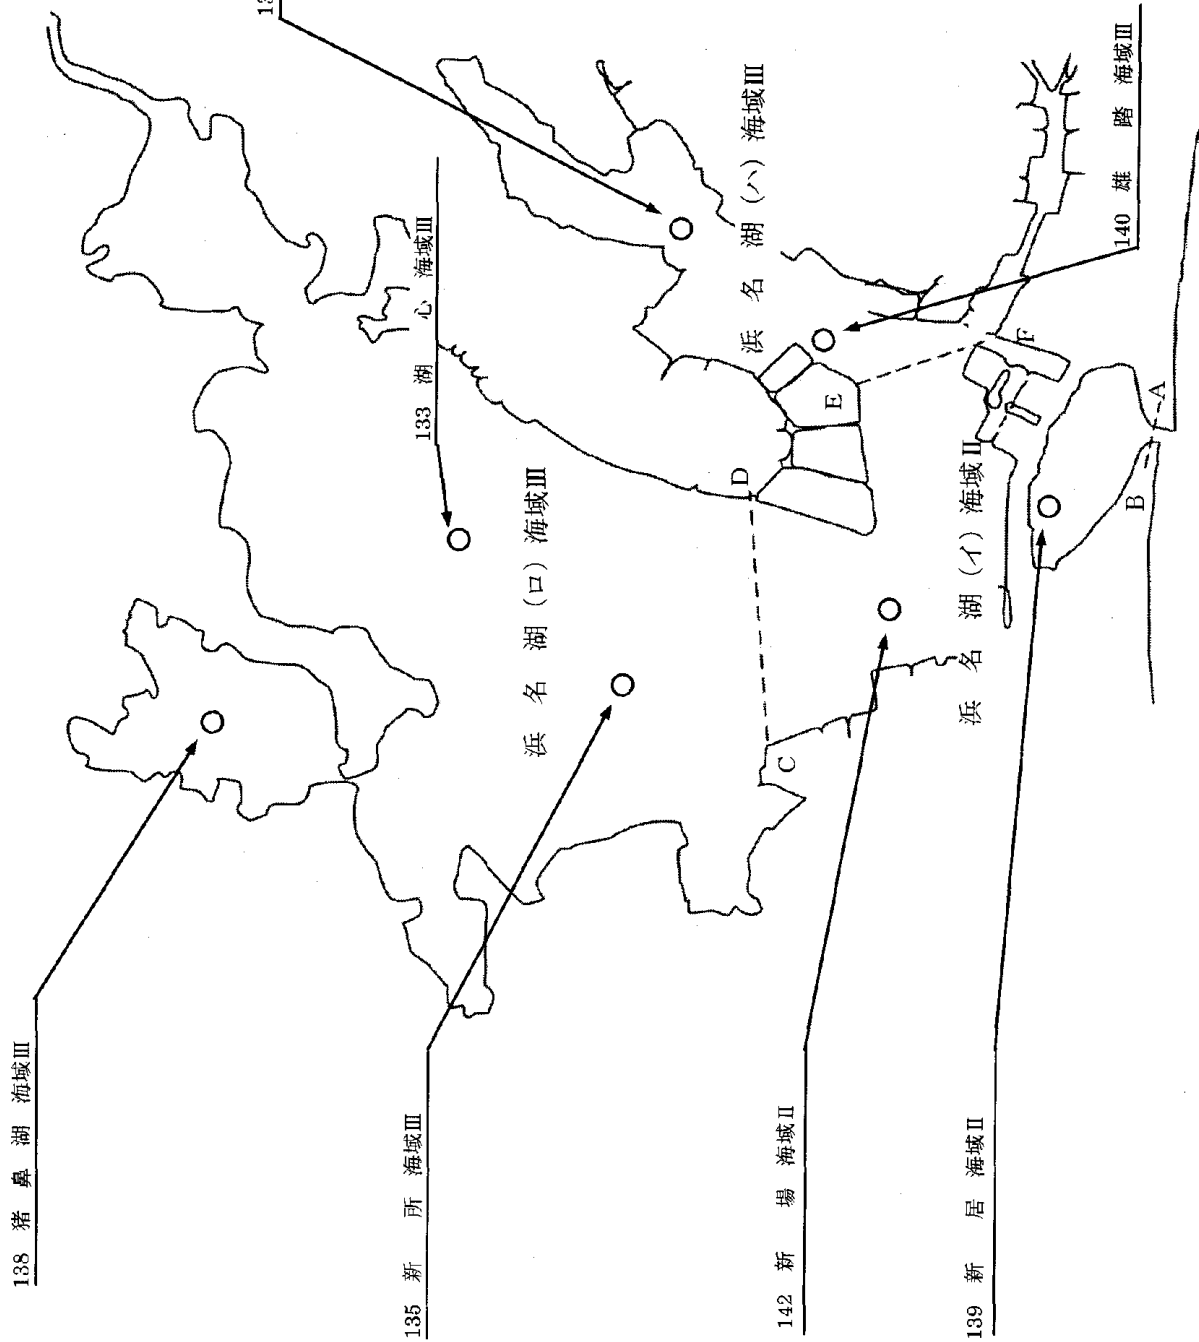 138 猪鼻湖 海域Ⅲ
135 新所 海域Ⅲ
142 新場 海域Ⅱ
139 新居 海域Ⅱ
133 湖心 海域Ⅲ
13
140 雄踏 海域Ⅲ
浜名湖(ロ)海域Ⅲ
浜名湖(ハ)海域Ⅲ
浜名湖(イ)海域Ⅱ
A
B
C
D
E
F